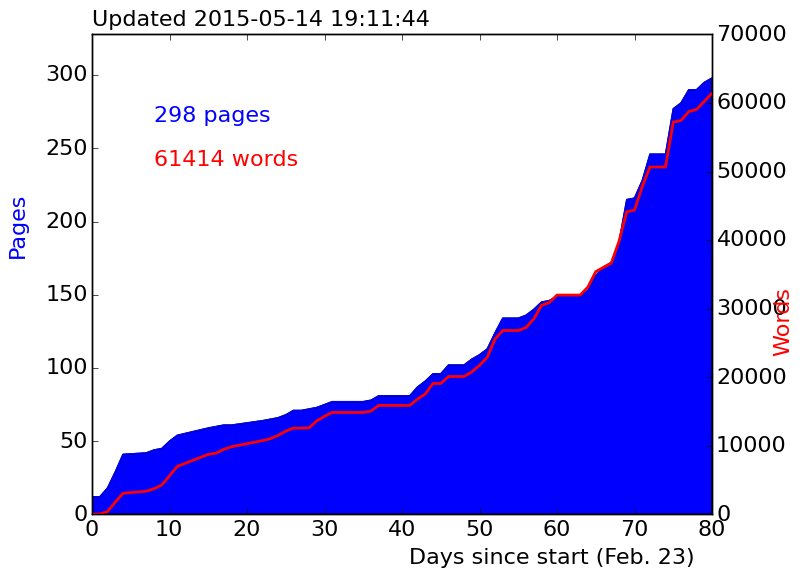 Updated 2015-05-14 19:11:44
70000
300
298 pages
60000
250
61414 words
50000
Pages
200
40000
150
30000
Words
100
20000
50
10000
0
0
0 10 20 30 40 50 60 70 80
Days since start (Feb. 23)